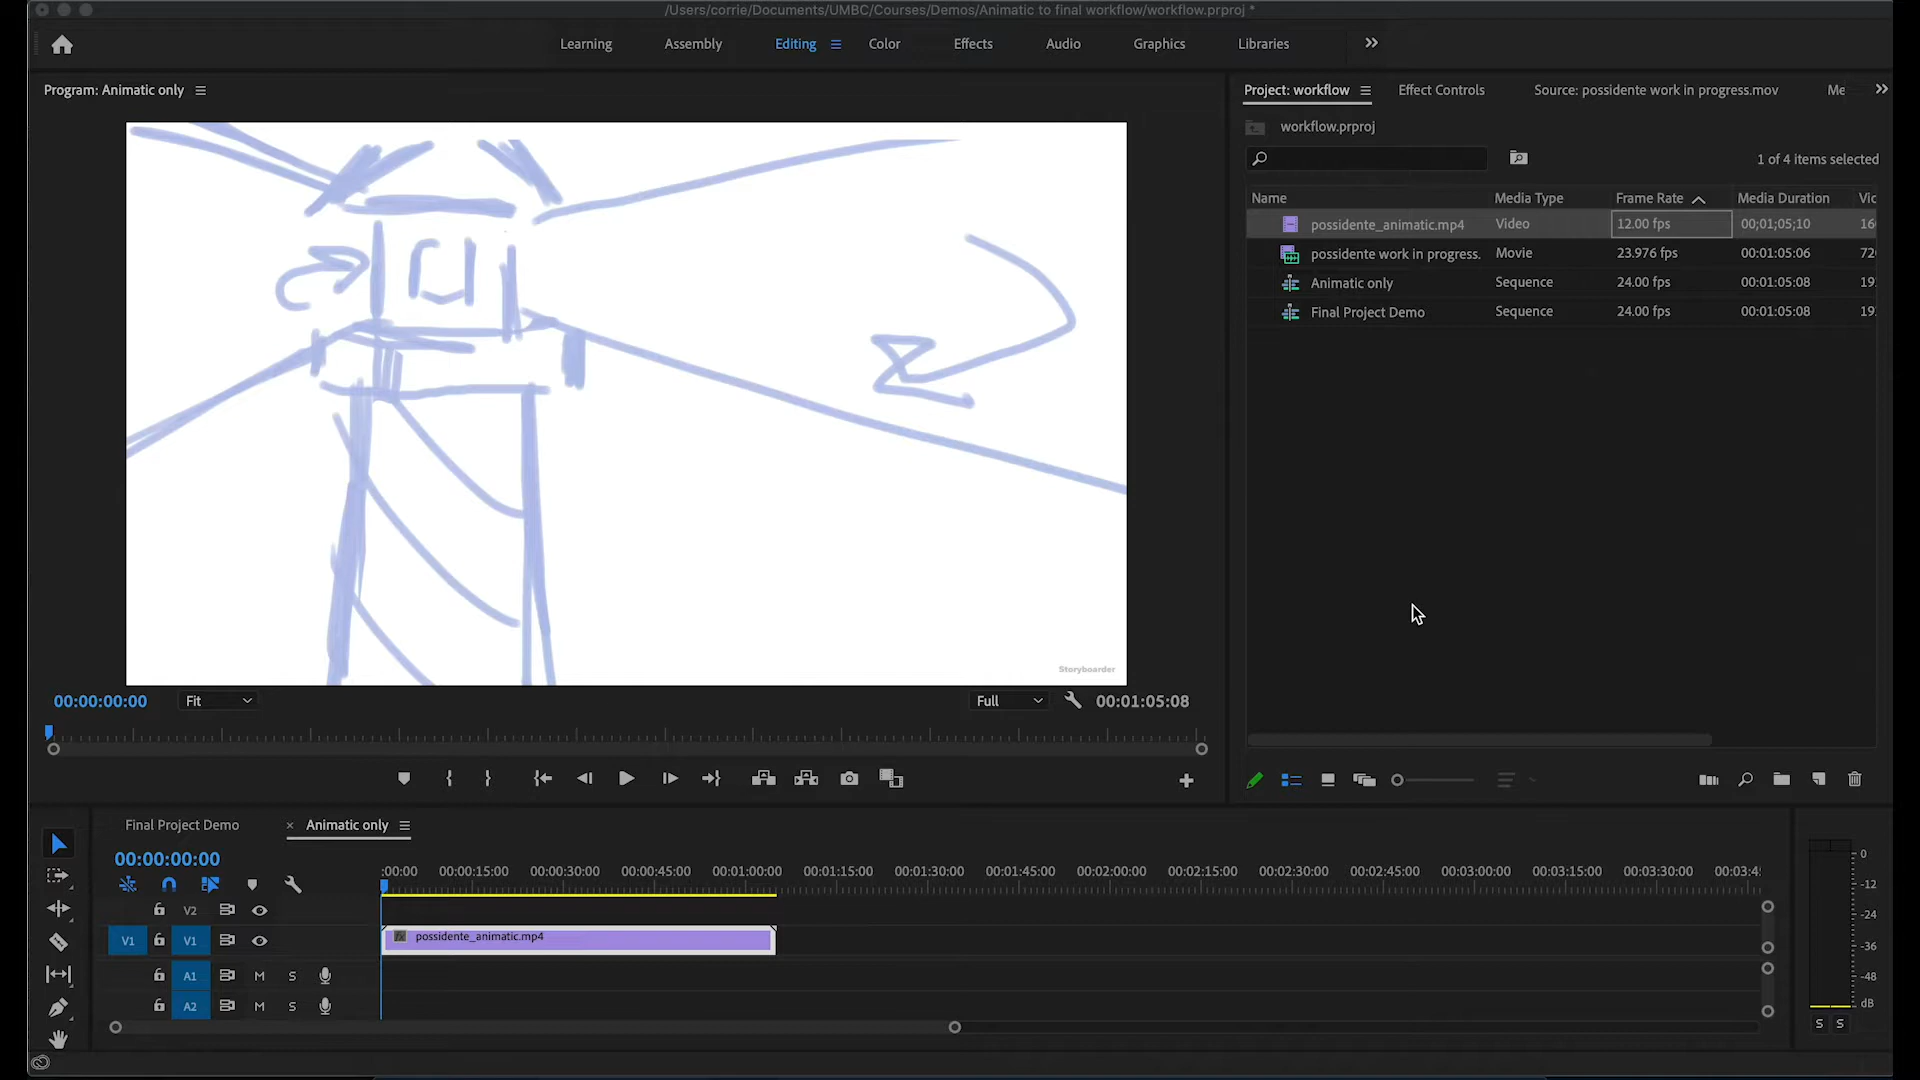 /Users/corrie/Documents/UMBC/Courses/Demos/Animatic to final workflow/workflow.prproj *
Learning Assembly Editing Color Effects Audio Graphics Libraries
Program: Animatic only
Project: workflow Effect Controls Source: possidente work in progress.mov Me
workflow.prproj
1 of 4 items selected
Name Media Type Frame Rate Media Duration Vic
possidente_animatic.mp4 Video 12.00 fps 00;01;05;10 16
possidente work in progress. Movie 23.976 fps 00:01:05:06 72
Animatic only Sequence 24.00 fps 00:01:05:08 19
Final Project Demo Sequence 24.00 fps 00:01:05:08 19
Storyboarder
00:00:00:00 Fit Full 00:01:05:08
Final Project Demo × Animatic only
00:00:00:00
:00:00 00:00:15:00 00:00:30:00 00:00:45:00 00:01:00:00 00:01:15:00 00:01:30:00 00:01:45:00 00:02:00:00 00:02:15:00 00:02:30:00 00:02:45:00 00:03:00:00 00:03:15:00 00:03:30:00 00:03:4
V2
V1 V1 fx possidente_animatic.mp4
A1 M S
A2 M S
0
-12
-24
-36
-48
dB
S S